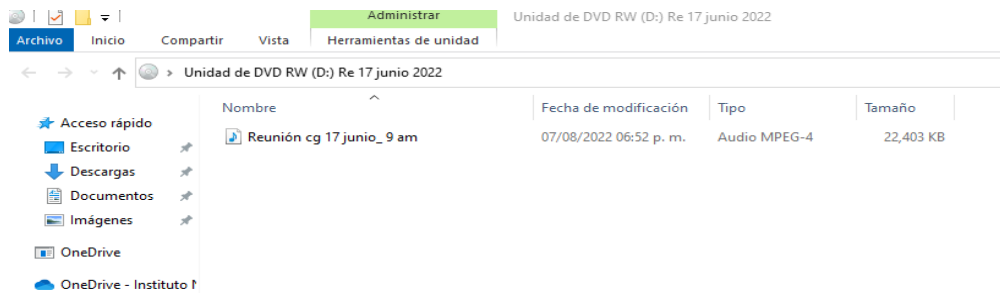 Administrar Unidad de DVD RW (D:) Re 17 junio 2022
Archivo Inicio Compartir Vista Herramientas de unidad
Unidad de DVD RW (D:) Re 17 junio 2022
Nombre Fecha de modificación Tipo Tamaño
Acceso rápido
Reunión cg 17 junio_ 9 am 07/08/2022 06:52 p. m. Audio MPEG-4 22,403 KB
Escritorio
Descargas
Documentos
Imágenes
OneDrive
OneDrive - Instituto